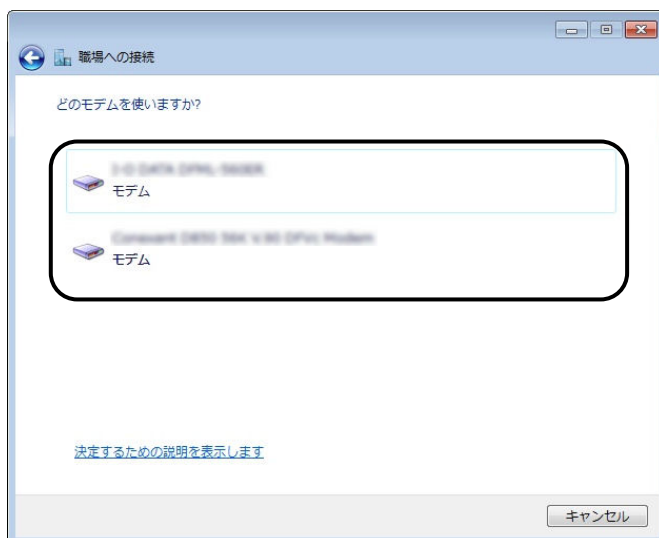 職場への接続
どのモデムを使いますか?
モデム
モデム
決定するための説明を表示します
キャンセル